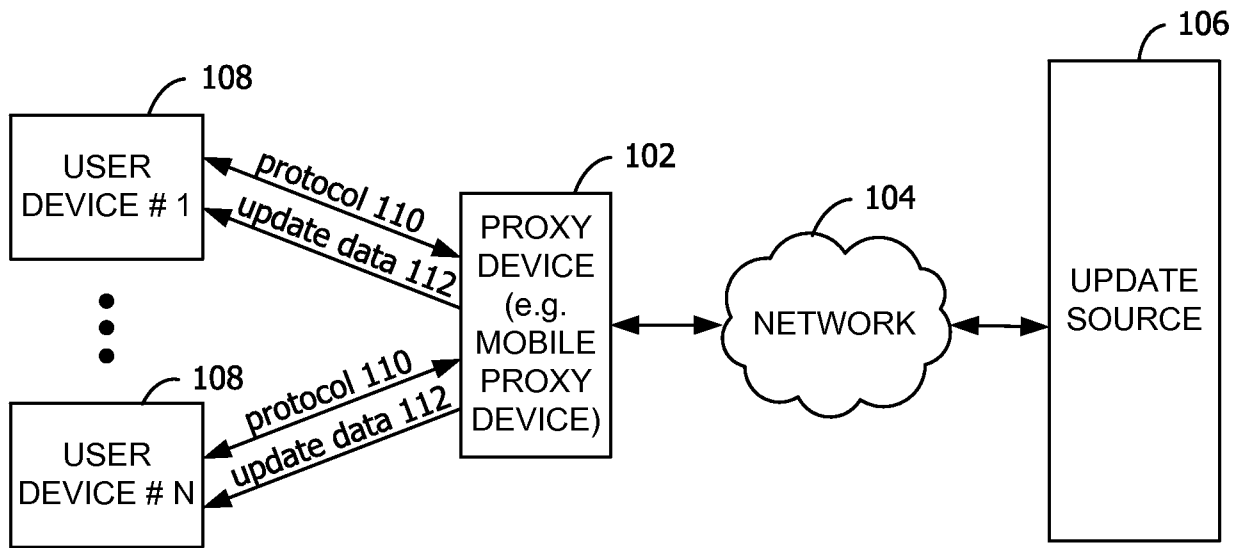 106
108
USER
DEVICE # 1
protocol 110
update data 112
102
PROXY
DEVICE
(e.g.
MOBILE
PROXY
DEVICE)
104
NETWORK
UPDATE
SOURCE
108
USER
DEVICE # N
protocol 110
update data 112